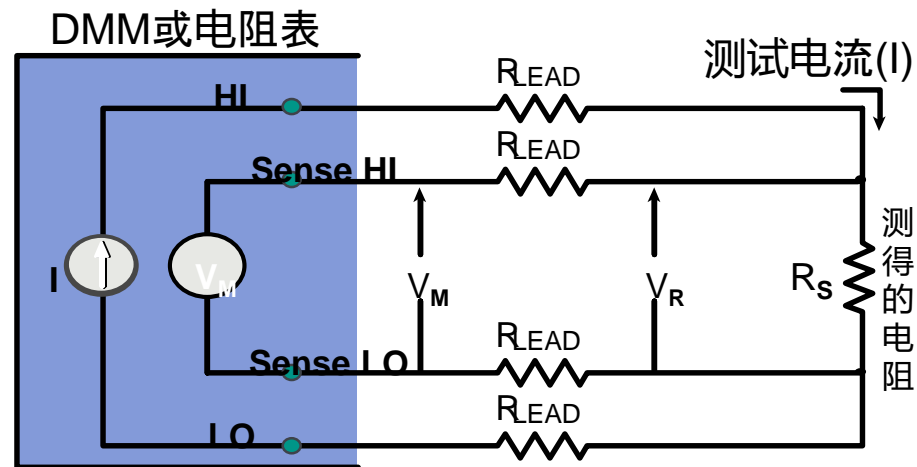 DMM或电阻表
测试电流(I)
HI
RLEAD
Sense HI
RLEAD
I
VM
VM
VR
RS
测得的电阻
Sense LO
RLEAD
LO
RLEAD